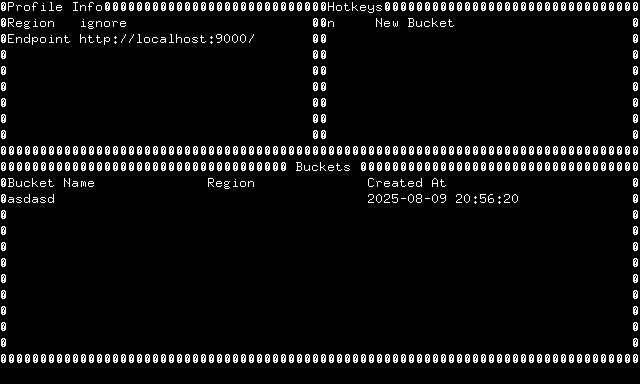 Profile Info
Hotkeys
Region ignore
n New Bucket
Endpoint http://localhost:9000/
Buckets
Bucket Name Region Created At
asdasd 2025-08-09 20:56:20